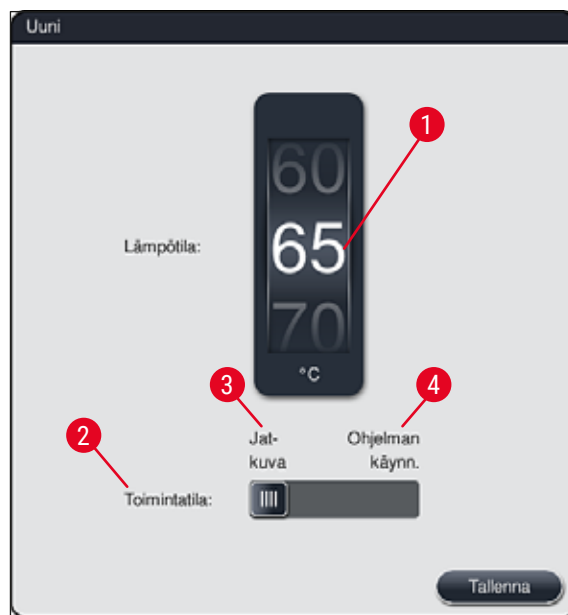 Uuni
1
60
Lämpötila:
65
70
°C
3
4
2
Jat-
kuva
Ohjelman
käynn.
Toimintatila:
Tallenna